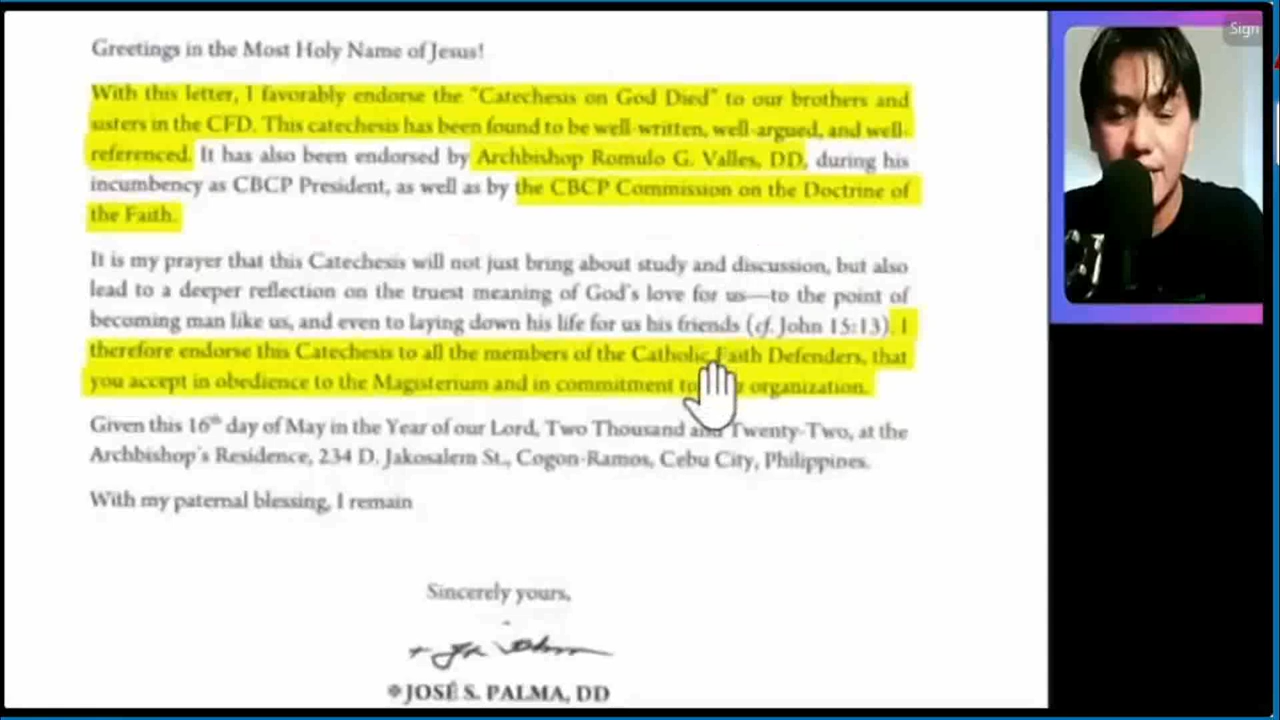 Greetings in the Most Holy Name of Jesus!
With this letter, I favorably endorse the "Catechesis on God Died" to our brothers and
sisters in the CFD. This catechesis has been found to be well-written, well-argued, and well-
referenced. It has also been endorsed by Archbishop Romulo G. Valles, DD, during his
incumbency as CBCP President, as well as by the CBCP Commission on the Doctrine of
the Faith.
It is my prayer that this Catechesis will not just bring about study and discussion, but also
lead to a deeper reflection on the truest meaning of God's love for us—to the point of
becoming man like us, and even to laying down his life for us his friends (cf. John 15:13). I
therefore endorse this Catechesis to all the members of the Catholic Faith Defenders, that
you accept in obedience to the Magisterium and in commitment to organization.
Given this 16th day of May in the Year of our Lord, Two Thousand and Twenty-Two, at the
Archbishop's Residence, 234 D. Jakosalem St., Cogon-Ramos, Cebu City, Philippines.
With my paternal blessing, I remain
Sincerely yours,
JOSÉ S. PALMA, DD
Sign